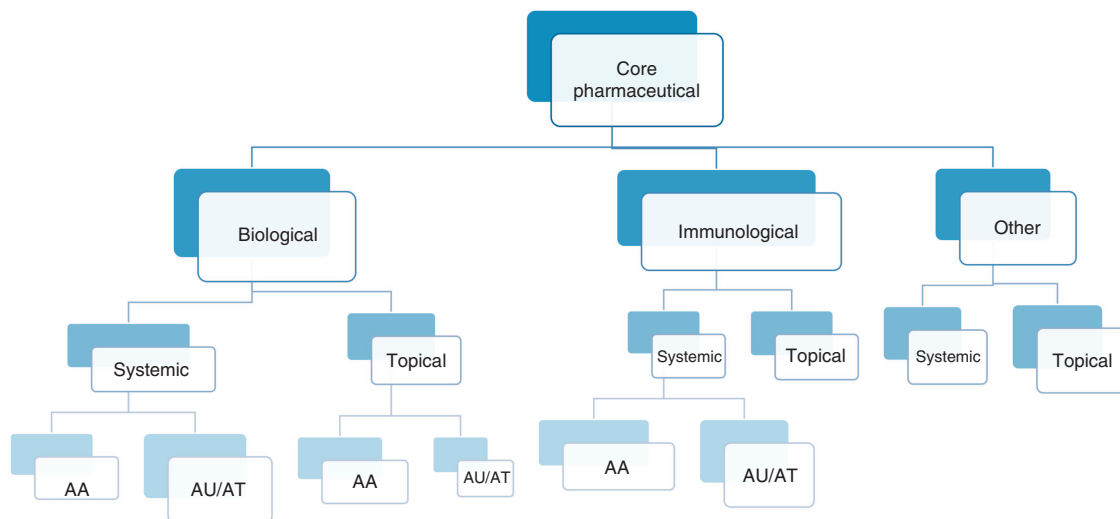 Core
pharmaceutical
Biological
Immunological
Other
Systemic
Topical
Systemic
Topical
Systemic
Topical
AA
AU/AT
AA
AU/AT
AA
AU/AT